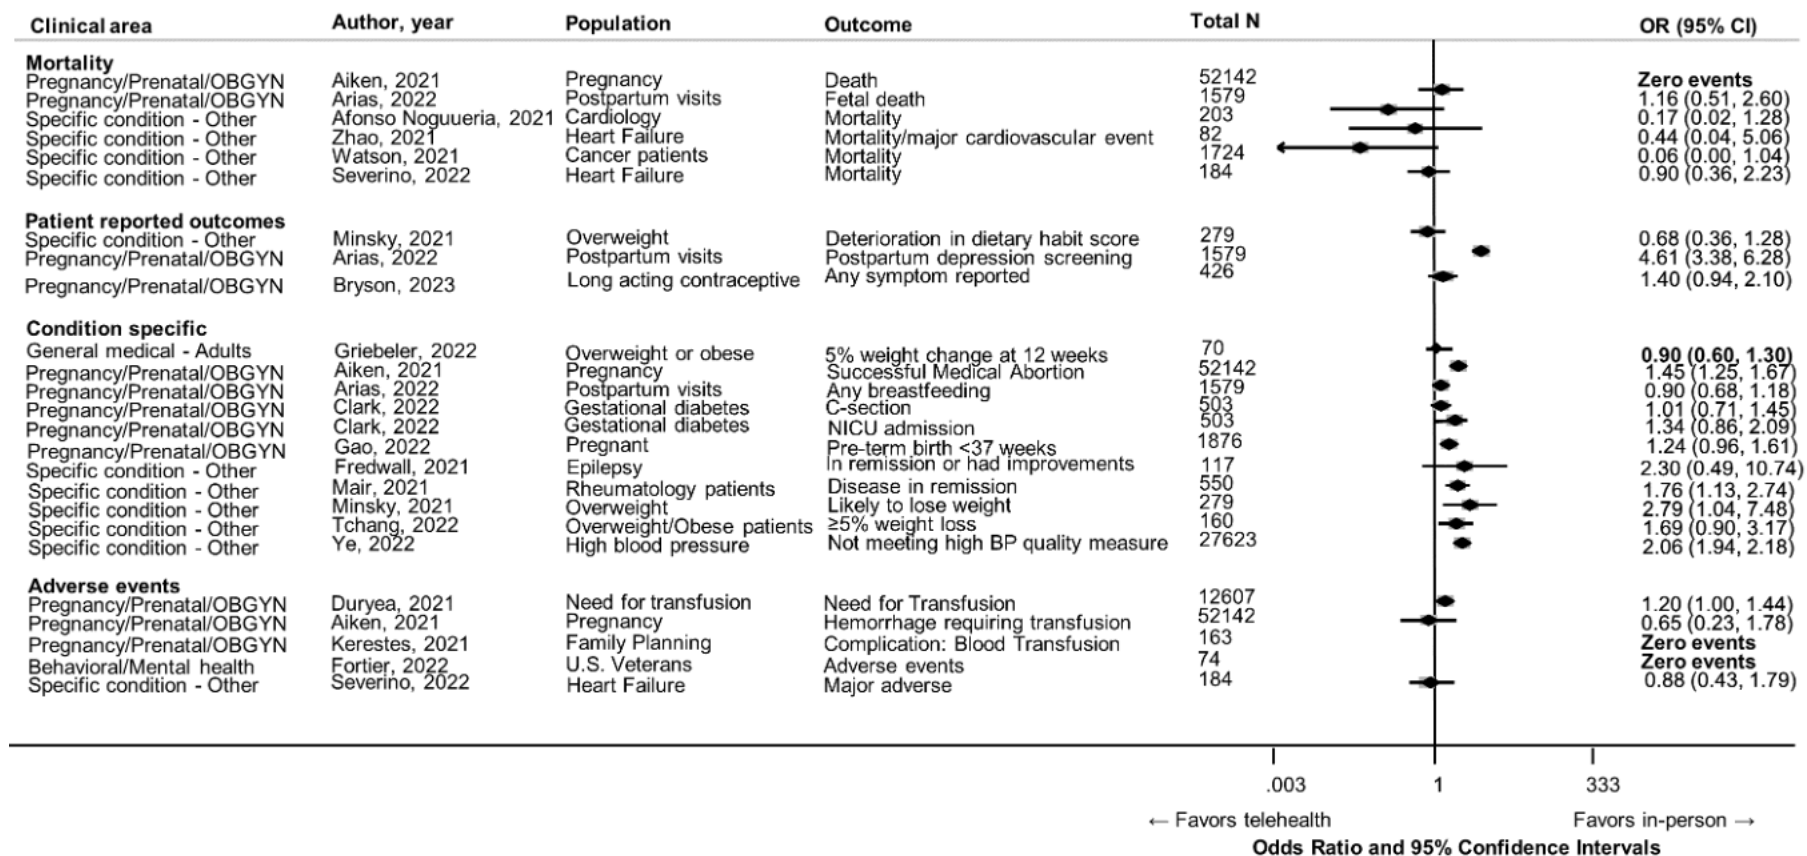 Clinical area Author, year Population Outcome Total N OR (95% CI)
Mortality
Pregnancy/Prenatal/OBGYN Aiken, 2021 Pregnancy Death 52142 Zero events
Pregnancy/Prenatal/OBGYN Arias, 2022 Postpartum visits Fetal death 1579 1.16 (0.51, 2.60)
Specific condition - Other Afonso Noguueria, 2021 Cardiology Mortality 203 0.17 (0.02, 1.28)
Specific condition - Other Zhao, 2021 Heart Failure Mortality/major cardiovascular event 82 0.44 (0.04, 5.06)
Specific condition - Other Watson, 2021 Cancer patients Mortality 1724 0.06 (0.00, 1.04)
Specific condition - Other Severino, 2022 Heart Failure Mortality 184 0.90 (0.36, 2.23)
Patient reported outcomes
Specific condition - Other Minsky, 2021 Overweight Deterioration in dietary habit score 279 0.68 (0.36, 1.28)
Pregnancy/Prenatal/OBGYN Arias, 2022 Postpartum visits Postpartum depression screening 1579 4.61 (3.38, 6.28)
Pregnancy/Prenatal/OBGYN Bryson, 2023 Long acting contraceptive Any symptom reported 426 1.40 (0.94, 2.10)
Condition specific
General medical - Adults Griebeler, 2022 Overweight or obese 5% weight change at 12 weeks 70 0.90 (0.60, 1.30)
Pregnancy/Prenatal/OBGYN Aiken, 2021 Pregnancy Successful Medical Abortion 52142 1.45 (1.25, 1.67)
Pregnancy/Prenatal/OBGYN Arias, 2022 Postpartum visits Any breastfeeding 1579 0.90 (0.68, 1.18)
Pregnancy/Prenatal/OBGYN Clark, 2022 Gestational diabetes C-section 503 1.01 (0.71, 1.45)
Pregnancy/Prenatal/OBGYN Clark, 2022 Gestational diabetes NICU admission 503 1.34 (0.86, 2.09)
Pregnancy/Prenatal/OBGYN Gao, 2022 Pregnant Pre-term birth <37 weeks 1876 1.24 (0.96, 1.61)
Specific condition - Other Fredwall, 2021 Epilepsy In remission or had improvements 117 2.30 (0.49, 10.74)
Specific condition - Other Mair, 2021 Rheumatology patients Disease in remission 550 1.76 (1.13, 2.74)
Specific condition - Other Minsky, 2021 Overweight Likely to lose weight 279 2.79 (1.04, 7.48)
Specific condition - Other Tchang, 2022 Overweight/Obese patients ≥5% weight loss 160 1.69 (0.90, 3.17)
Specific condition - Other Ye, 2022 High blood pressure Not meeting high BP quality measure 27623 2.06 (1.94, 2.18)
Adverse events
Pregnancy/Prenatal/OBGYN Duryea, 2021 Need for transfusion Need for Transfusion 12607 1.20 (1.00, 1.44)
Pregnancy/Prenatal/OBGYN Aiken, 2021 Pregnancy Hemorrhage requiring transfusion 52142 0.65 (0.23, 1.78)
Pregnancy/Prenatal/OBGYN Kerestes, 2021 Family Planning Complication: Blood Transfusion 163 Zero events
Behavioral/Mental health Fortier, 2022 U.S. Veterans Adverse events 74 Zero events
Specific condition - Other Severino, 2022 Heart Failure Major adverse 184 0.88 (0.43, 1.79)
.003 1 333
← Favors telehealth Favors in-person →
Odds Ratio and 95% Confidence Intervals